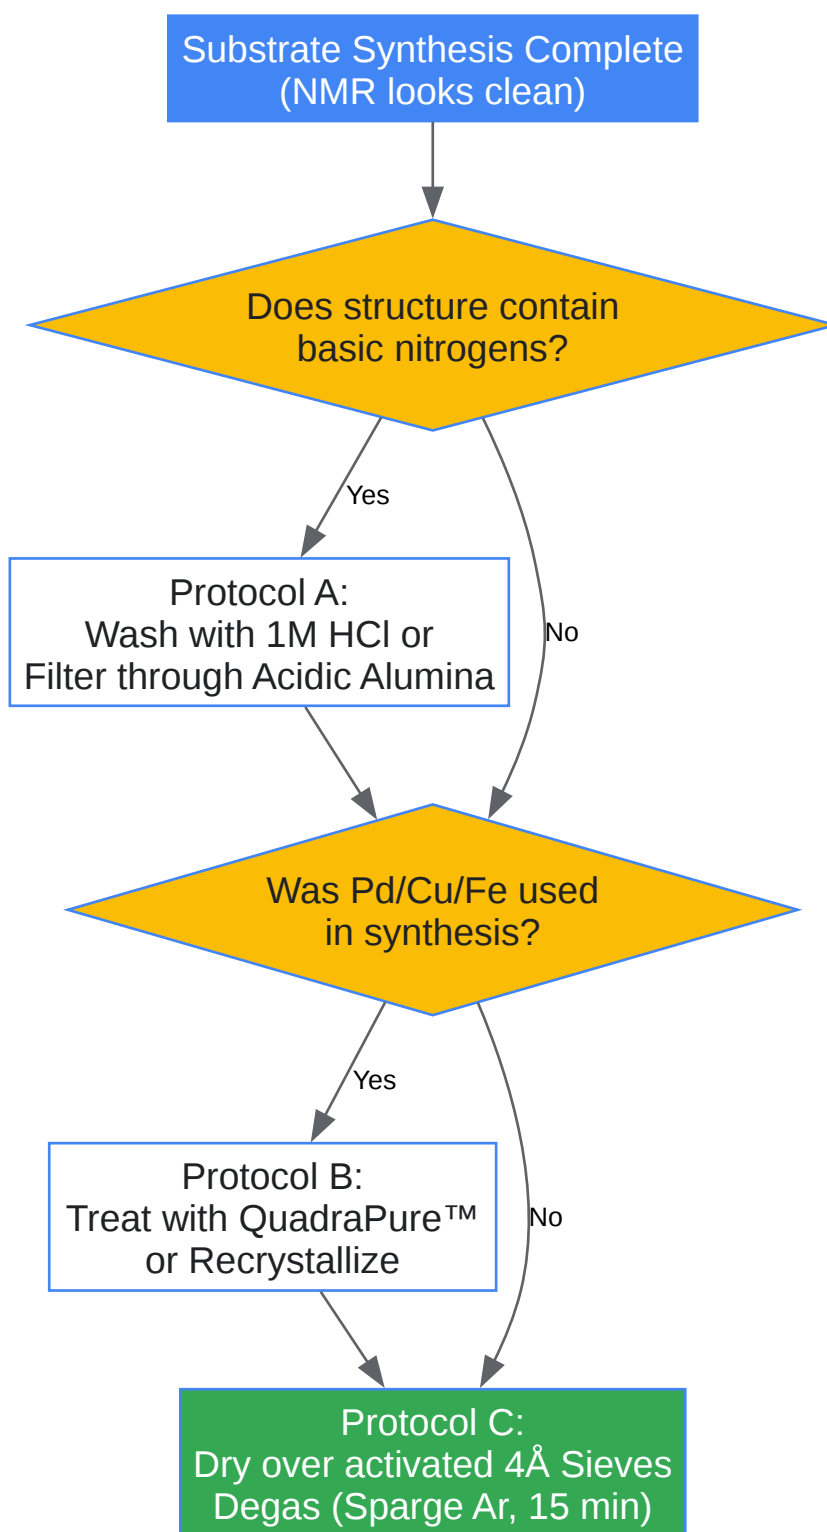 Substrate Synthesis Complete
(NMR looks clean)
Does structure contain
basic nitrogens?
Yes
No
Protocol A:
Wash with 1M HCl or
Filter through Acidic Alumina
Was Pd/Cu/Fe used
in synthesis?
Yes
No
Protocol B:
Treat with QuadraPure™
or Recrystallize
Protocol C:
Dry over activated 4Å Sieves
Degas (Sparge Ar, 15 min)